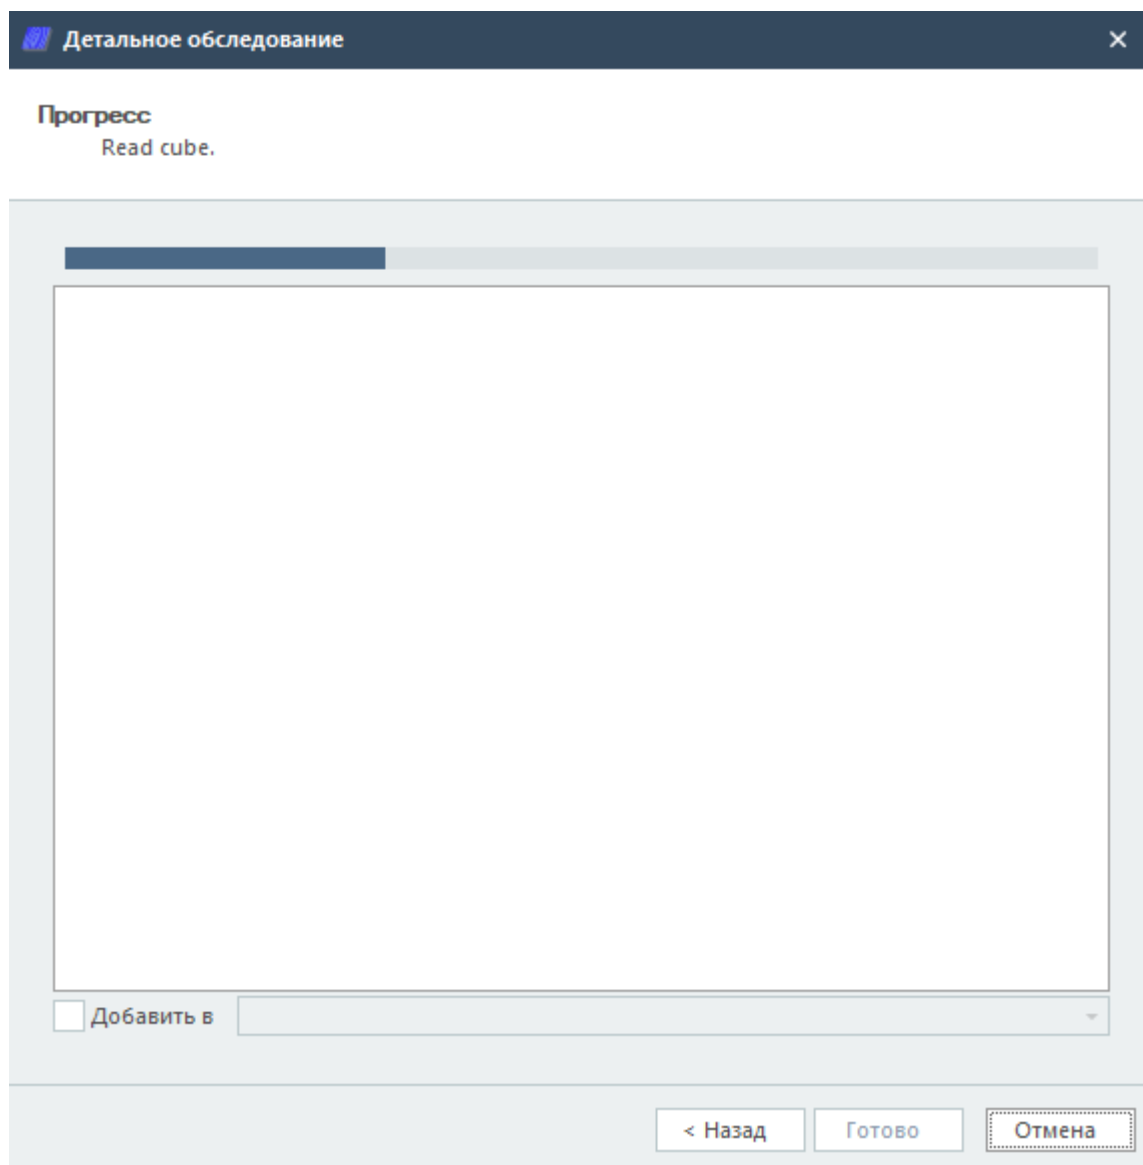 Детальное обследование
Прогресс
Read cube.
Добавить в
< Назад
Готово
Отмена